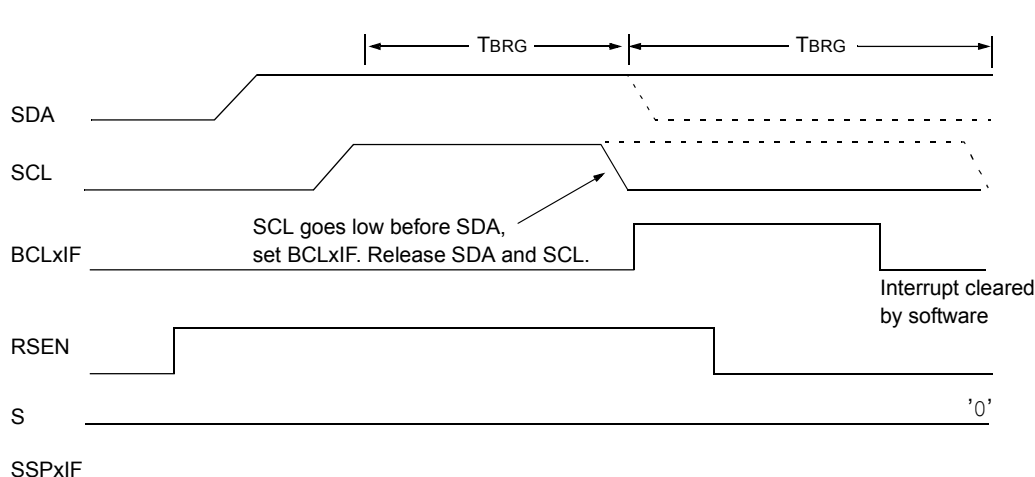 TBRG TBRG
SDA
SCL
SCL goes low before SDA,
set BCLxIF. Release SDA and SCL.
BCLxIF
Interrupt cleared
by software
RSEN
S '0'
SSPxIF